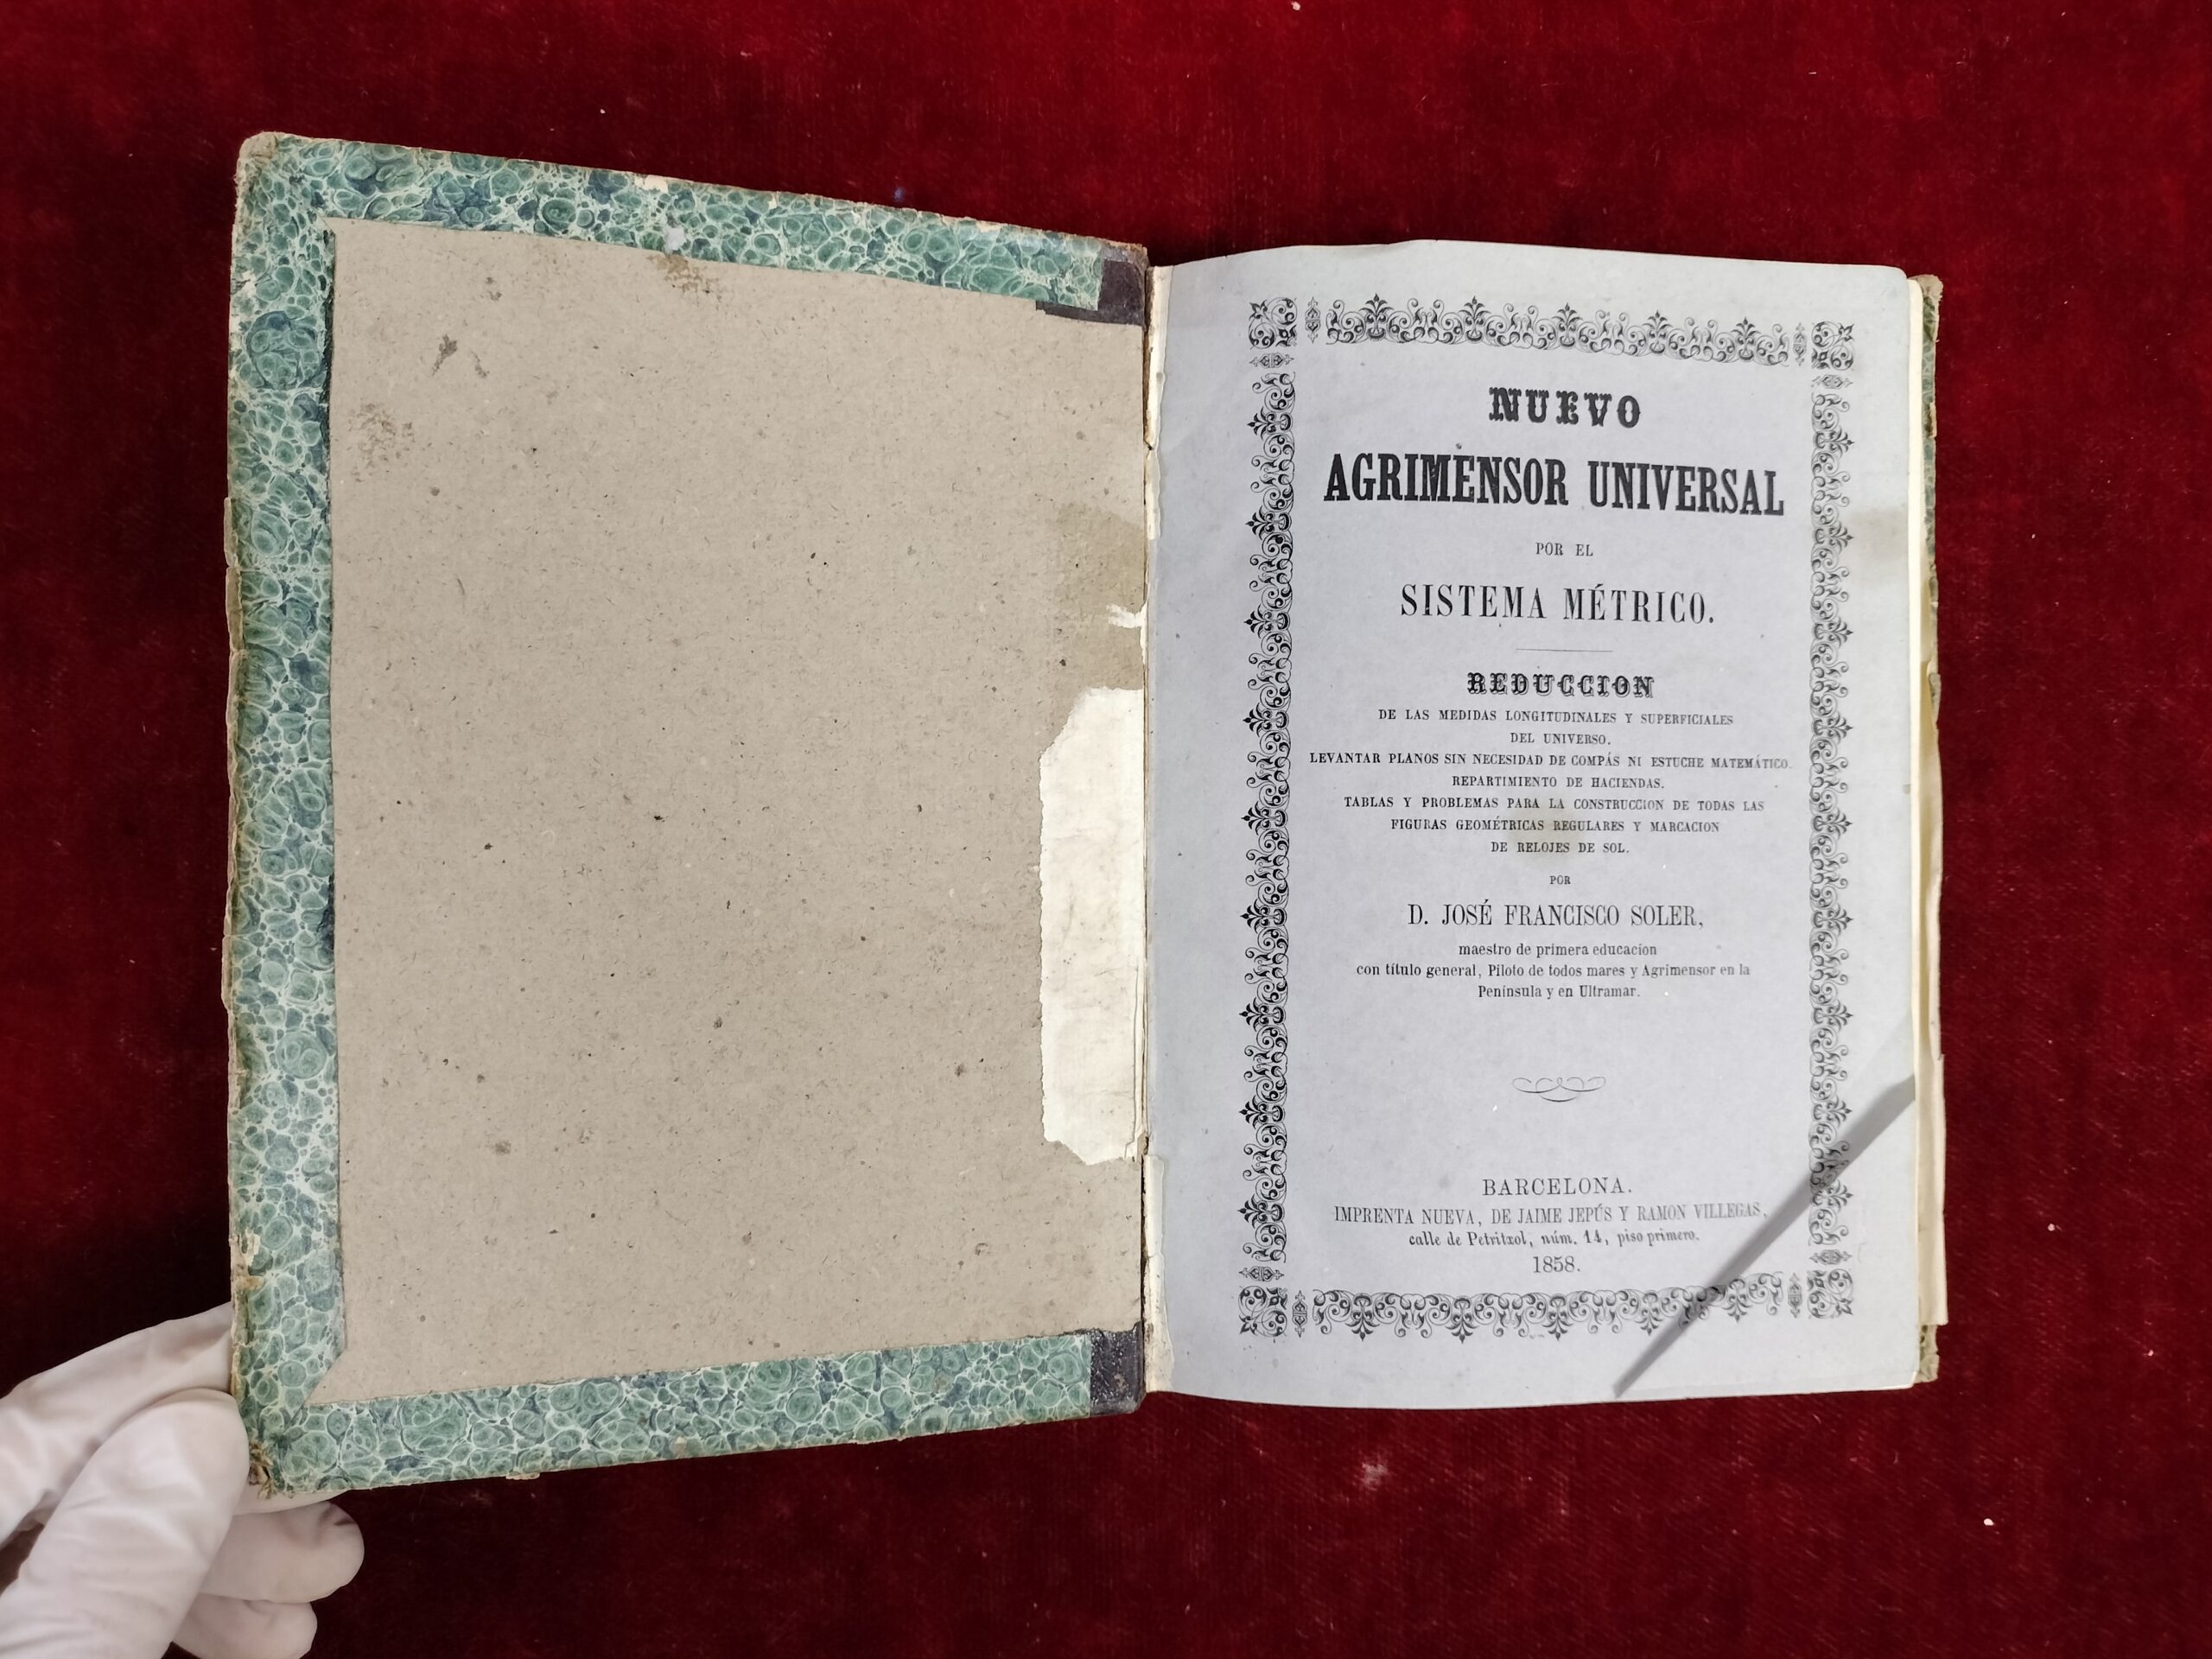 NUEVO
AGRIMENSOR UNIVERSAL
POR EL
SISTEMA MÉTRICO.
REDUCCION
DE LAS MEDIDAS LONGITUDINALES Y SUPERFICIALES
DEL UNIVERSO.
LEVANTAR PLANOS SIN NECESIDAD DE COMPÁS NI ESTUCHE MATEMÁTICO.
REPARTIMIENTO DE HACIENDAS.
TABLAS Y PROBLEMAS PARA LA CONSTRUCCION DE TODAS LAS
FIGURAS GEOMÉTRICAS REGULARES Y MARCACION
DE RELOJES DE SOL.
POR
D. JOSÉ FRANCISCO SOLER,
maestro de primera educacion
con título general, Piloto de todos mares y Agrimensor en la
Península y en Ultramar.
BARCELONA.
IMPRENTA NUEVA, DE JAIME JEPÚS Y RAMON VILLEGAS,
calle de Petritxol, núm. 14, piso primero.
1858.